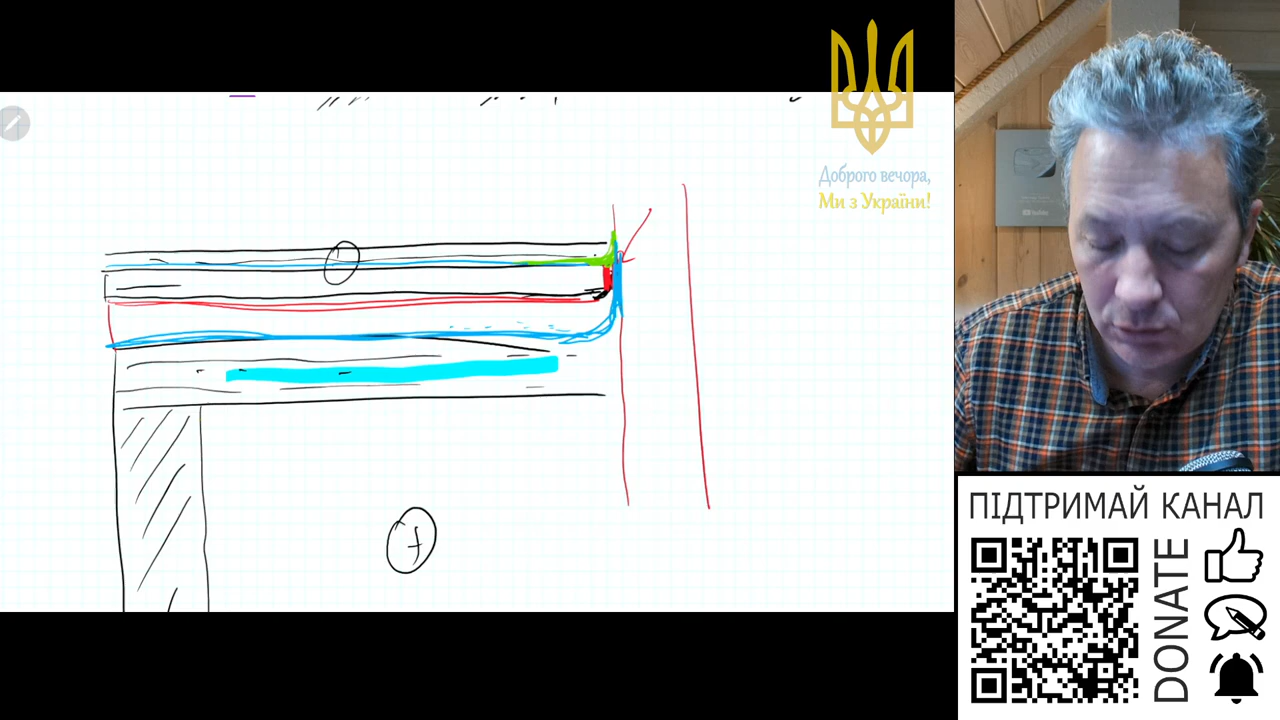 Доброго вечора,
Ми з України!
ПІДТРИМАЙ КАНАЛ
DONATE